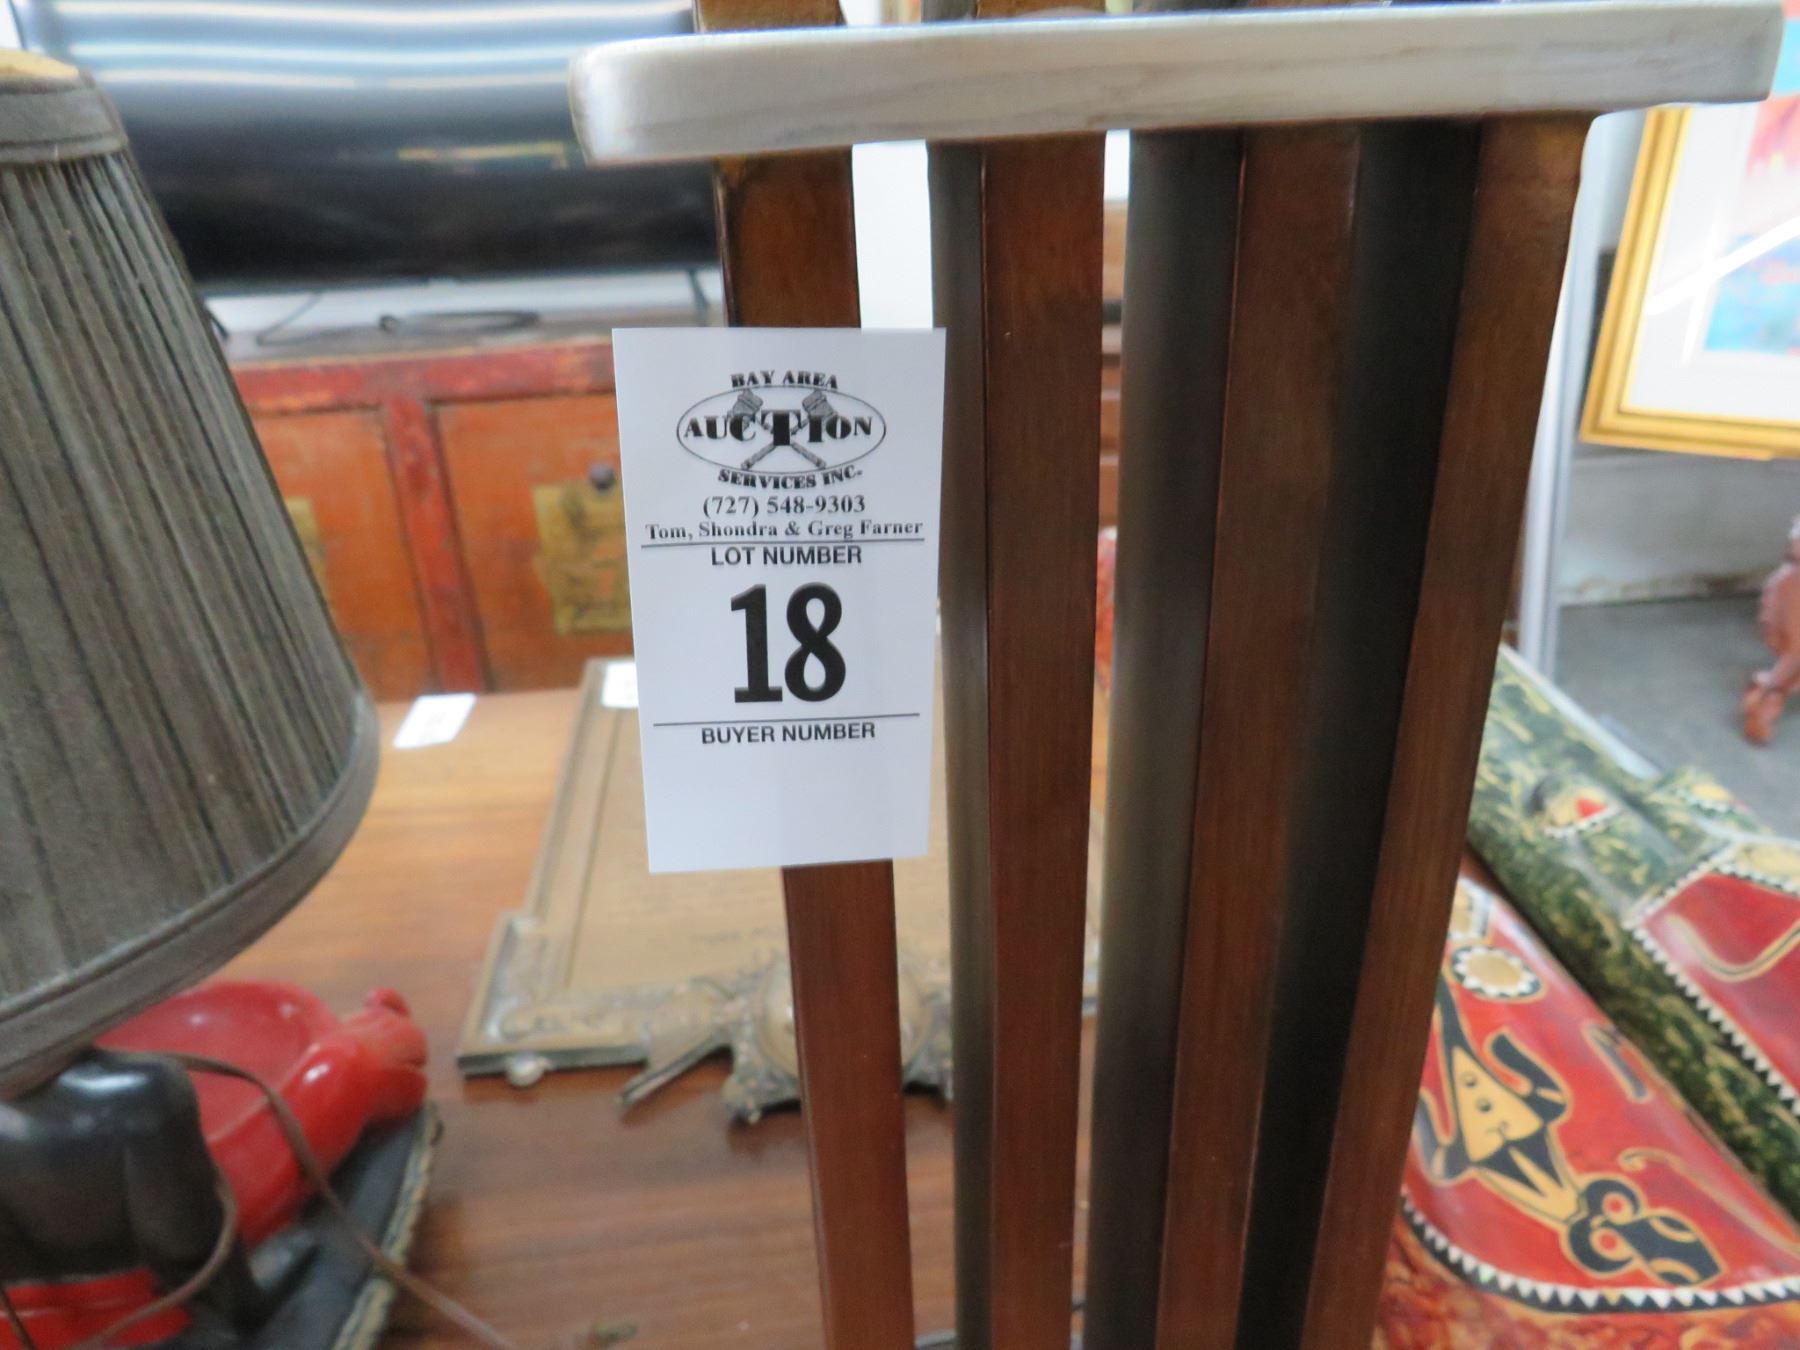 BAY AREA
AUCTION
SERVICES INC.
(727) 548-9303
Tom, Shondra & Greg Farner
LOT NUMBER
18
BUYER NUMBER